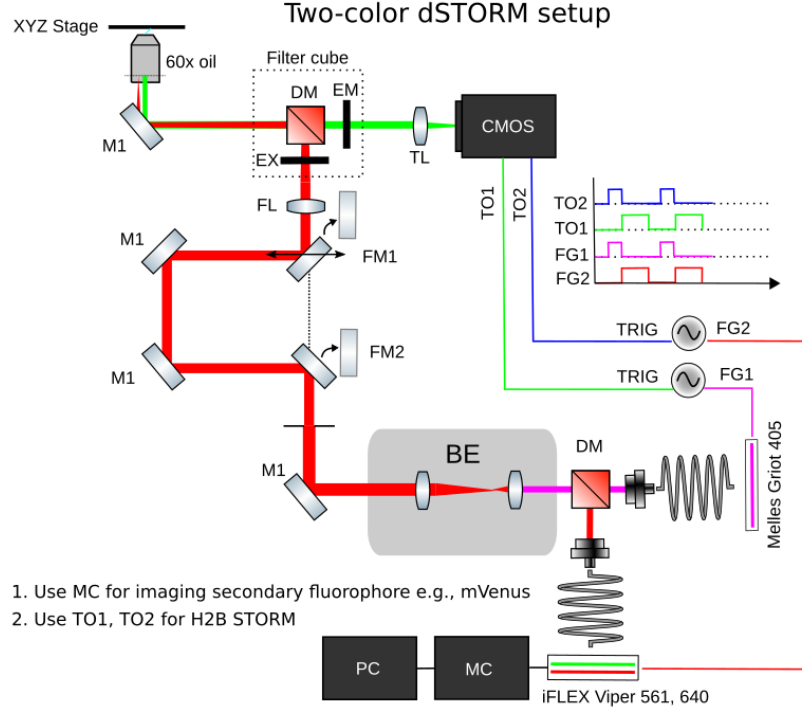 Two-color dSTORM setup
XYZ Stage
60x oil
Filter cube
DM
EM
M1
EX
TL
CMOS
FL
TO1
TO2
TO2
TO1
FG1
FG2
M1
FM1
FM2
M1
TRIG
FG2
TRIG
FG1
M1
BE
DM
Melles Griot 405
1. Use MC for imaging secondary fluorophore e.g., mVenus
2. Use TO1, TO2 for H2B STORM
PC
MC
iFLEX Viper 561, 640